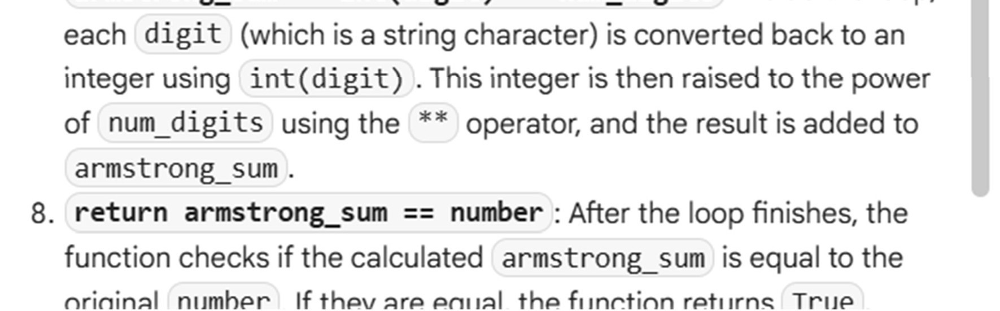 each digit (which is a string character) is converted back to an
integer using int(digit). This integer is then raised to the power
of num_digits using the ** operator, and the result is added to
armstrong_sum.
8. return armstrong_sum == number: After the loop finishes, the
function checks if the calculated armstrong_sum is equal to the
original number. If they are equal, the function returns True.